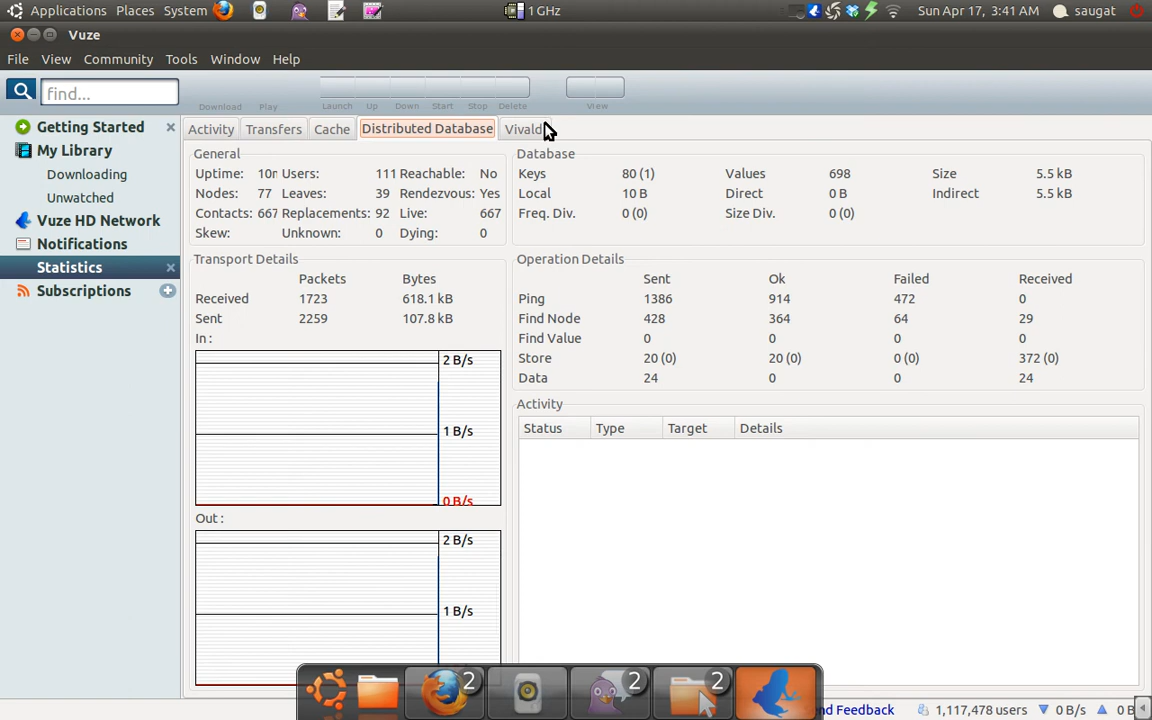 Applications Places System 1 GHz Sun Apr 17, 3:41 AM saugat
Vuze
File View Community Tools Window Help
find...
Download Play Launch Up Down Start Stop Delete View
Getting Started
My Library
Downloading
Unwatched
Vuze HD Network
Notifications
Statistics
Subscriptions
Activity Transfers Cache Distributed Database Vivald
General
Uptime: Users: 111 Reachable: No
Nodes: 77 Leaves: 39 Rendezvous: Yes
Contacts: 667 Replacements: 92 Live: 667
Skew: Unknown: 0 Dying: 0
Database
Keys 80 (1) Values 698 Size 5.5 kB
Local 10 B Direct 0 B Indirect 5.5 kB
Freq. Div. 0 (0) Size Div. 0 (0)
Transport Details
Packets Bytes
Received 1723 618.1 kB
Sent 2259 107.8 kB
In :
2 B/s
1 B/s
0 B/s
Out :
2 B/s
1 B/s
Operation Details
Sent Ok Failed Received
Ping 1386 914 472 0
Find Node 428 364 64 29
Find Value 0 0 0 0
Store 20 (0) 20 (0) 0 (0) 372 (0)
Data 24 0 0 24
Activity
Status Type Target Details
2 2 2
Feedback 1,117,478 users 0 B/s 0 B